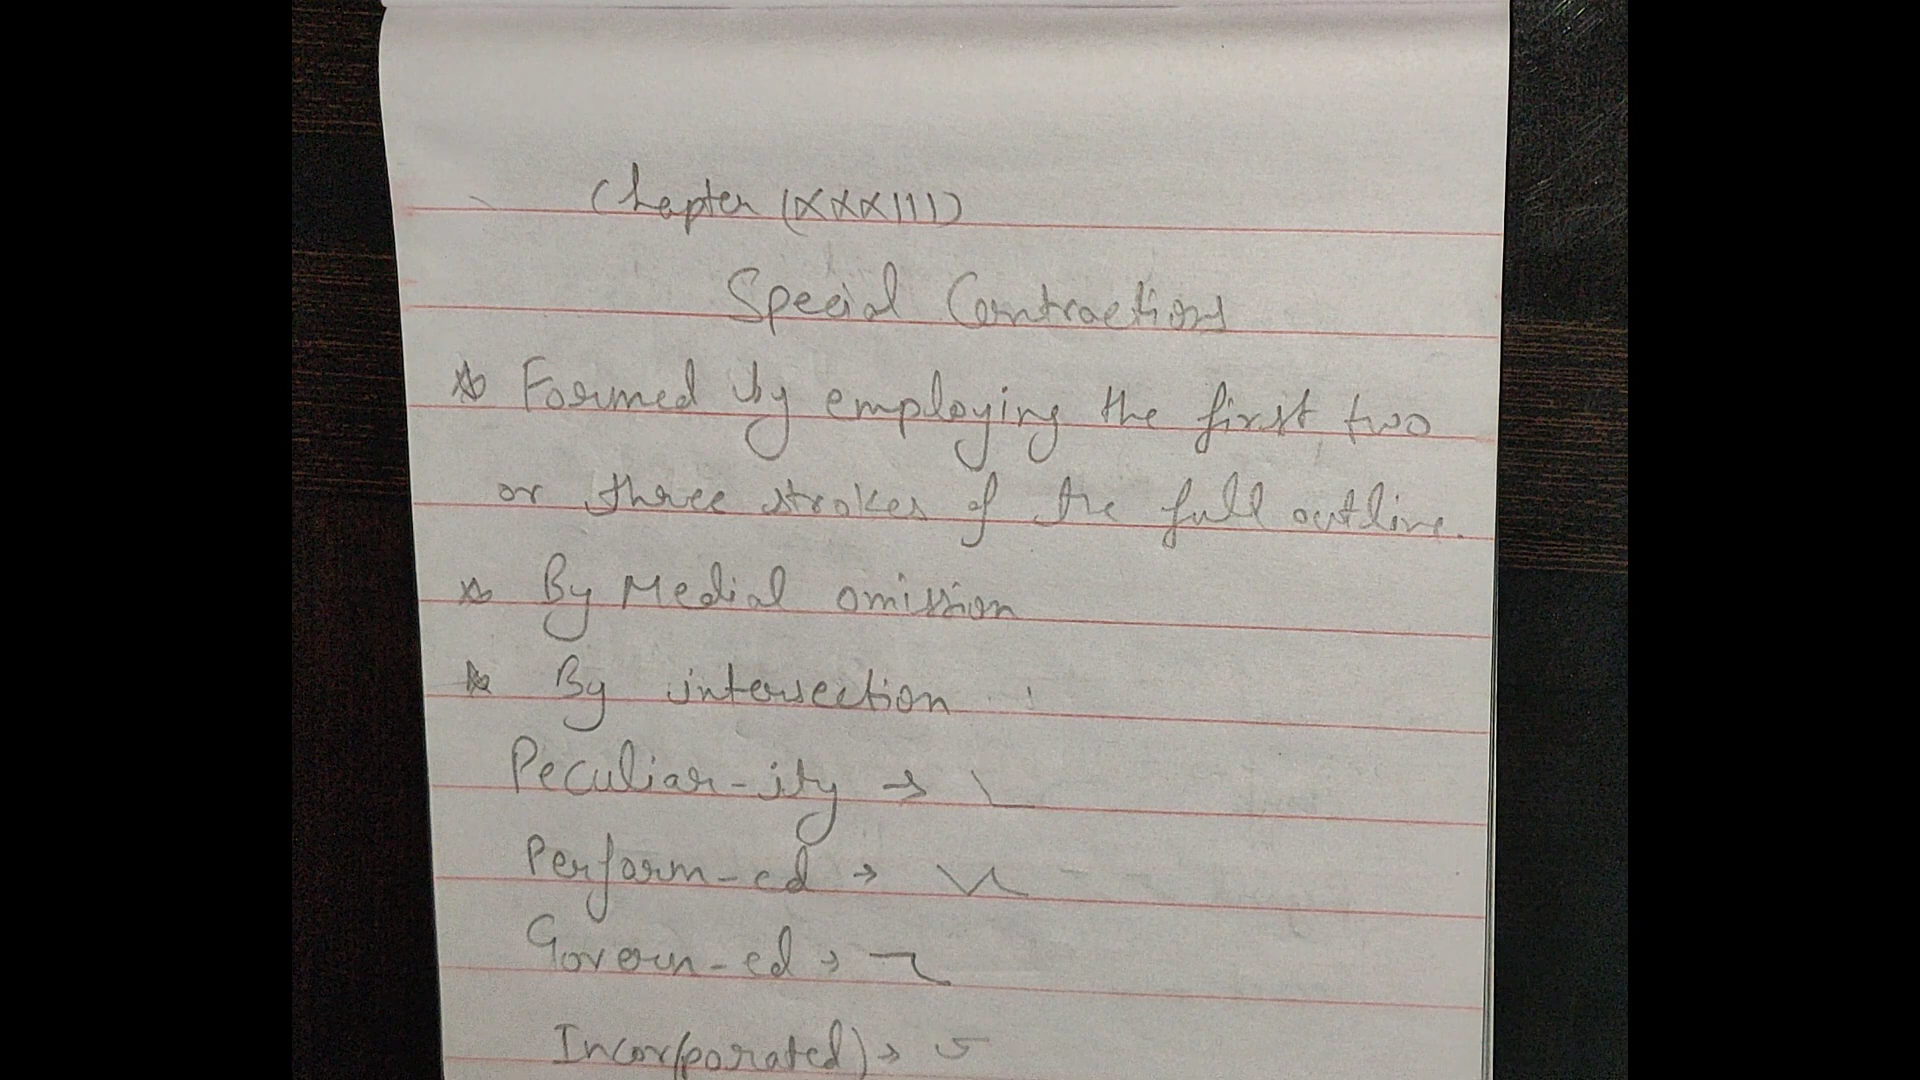 Chapter (XXXIII)
Special Contractions
Formed by employing the first two
or three strokes of the full outline.
By Medial omission
By intersection
Peculiar-ity →
Perform-ed →
Govern-ed →
Incor(porated) →